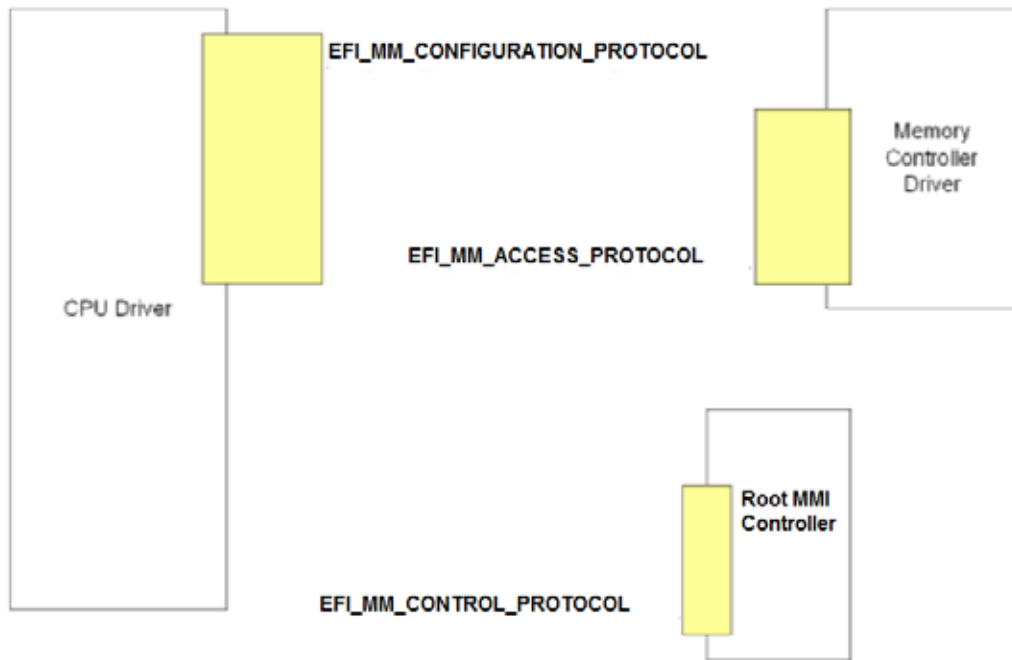 EFI_MM_CONFIGURATION_PROTOCOL
Memory
Controller
Driver
EFI_MM_ACCESS_PROTOCOL
CPU Driver
Root MMI
Controller
EFI_MM_CONTROL_PROTOCOL